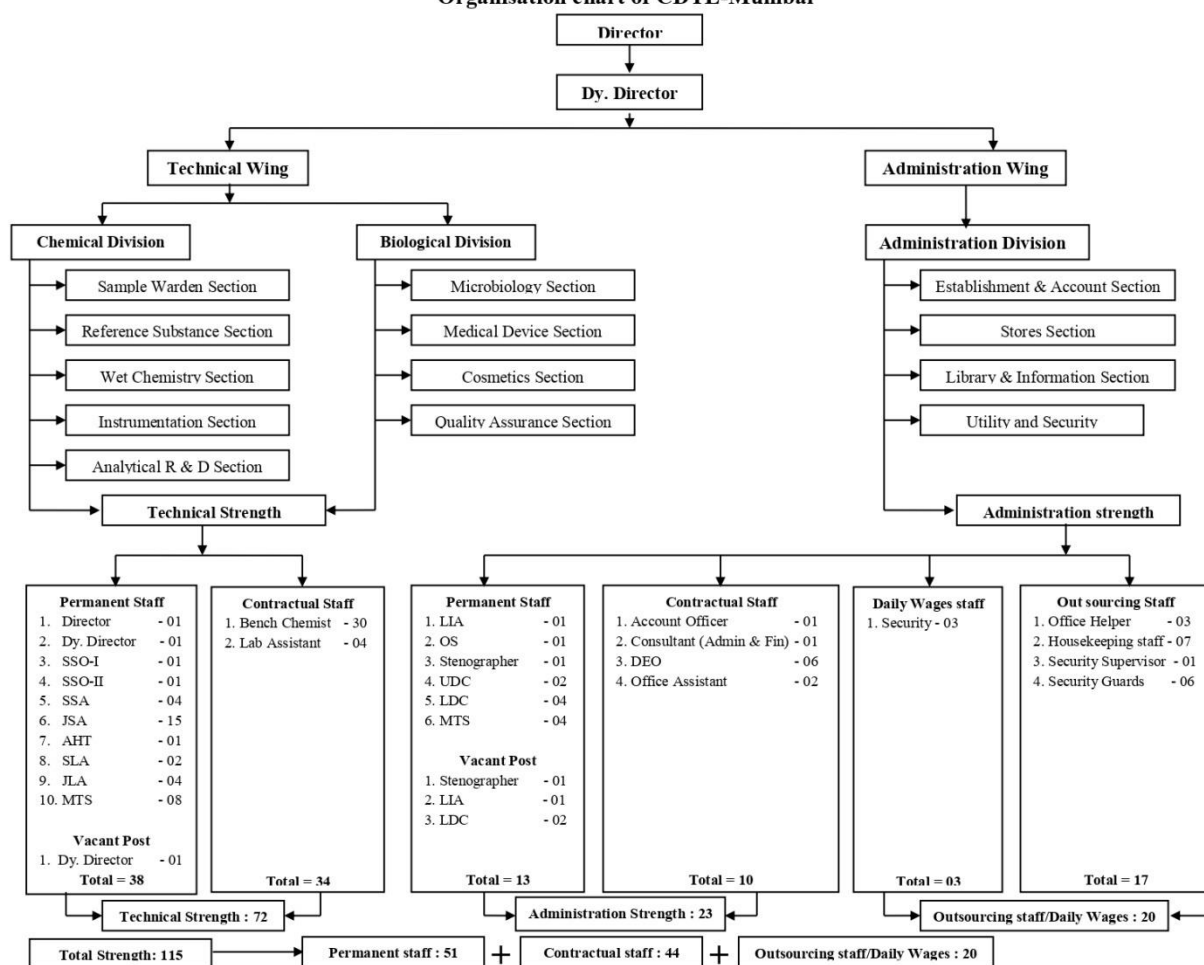 Organisation chart of CDTL-Mumbai
Director
Dy. Director
Technical Wing
Administration Wing
Chemical Division
Biological Division
Administration Division
Sample Warden Section
Reference Substance Section
Wet Chemistry Section
Instrumentation Section
Analytical R & D Section
Microbiology Section
Medical Device Section
Cosmetics Section
Quality Assurance Section
Establishment & Account Section
Stores Section
Library & Information Section
Utility and Security
Technical Strength
Administration strength
Permanent Staff
1. Director - 01
2. Dy. Director - 01
3. SSO-I - 01
4. SSO-II - 01
5. SSA - 04
6. JSA - 15
7. AHT - 01
8. SLA - 02
9. JLA - 04
10. MTS - 08
Vacant Post
1. Dy. Director - 01
Total = 38
Contractual Staff
1. Bench Chemist - 30
2. Lab Assistant - 04
Total = 34
Permanent Staff
1. LIA - 01
2. OS - 01
3. Stenographer - 01
4. UDC - 02
5. LDC - 04
6. MTS - 04
Vacant Post
1. Stenographer - 01
2. LIA - 01
3. LDC - 02
Total = 13
Contractual Staff
1. Account Officer - 01
2. Consultant (Admin & Fin) - 01
3. DEO - 06
4. Office Assistant - 02
Total = 10
Daily Wages staff
1. Security - 03
Total = 03
Out sourcing Staff
1. Office Helper - 03
2. Housekeeping staff - 07
3. Security Supervisor - 01
4. Security Guards - 06
Total = 17
Technical Strength : 72
Administration Strength : 23
Outsourcing staff/Daily Wages : 20
Total Strength: 115
Permanent staff : 51
+
Contractual staff : 44
+
Outsourcing staff/Daily Wages : 20